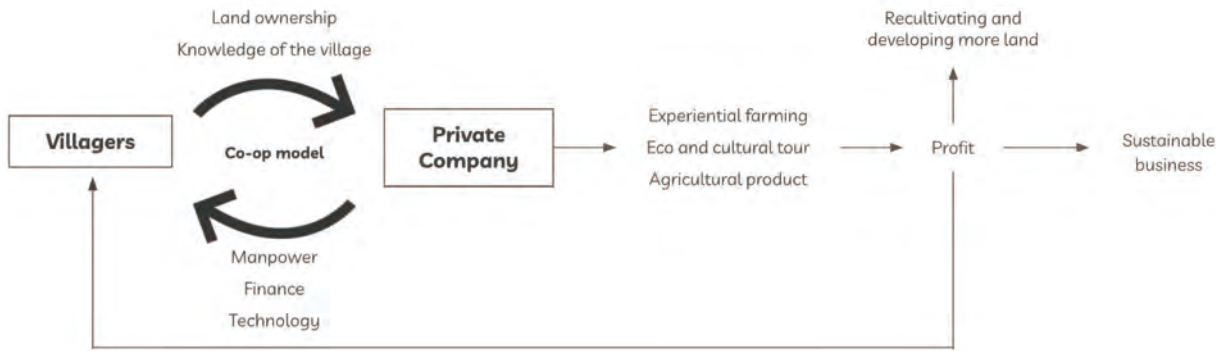 Land ownership
Knowledge of the village
Villagers
Co-op model
Private
Company
Manpower
Finance
Technology
Experiential farming
Eco and cultural tour
Agricultural product
Recultivating and
developing more land
Profit
Sustainable
business